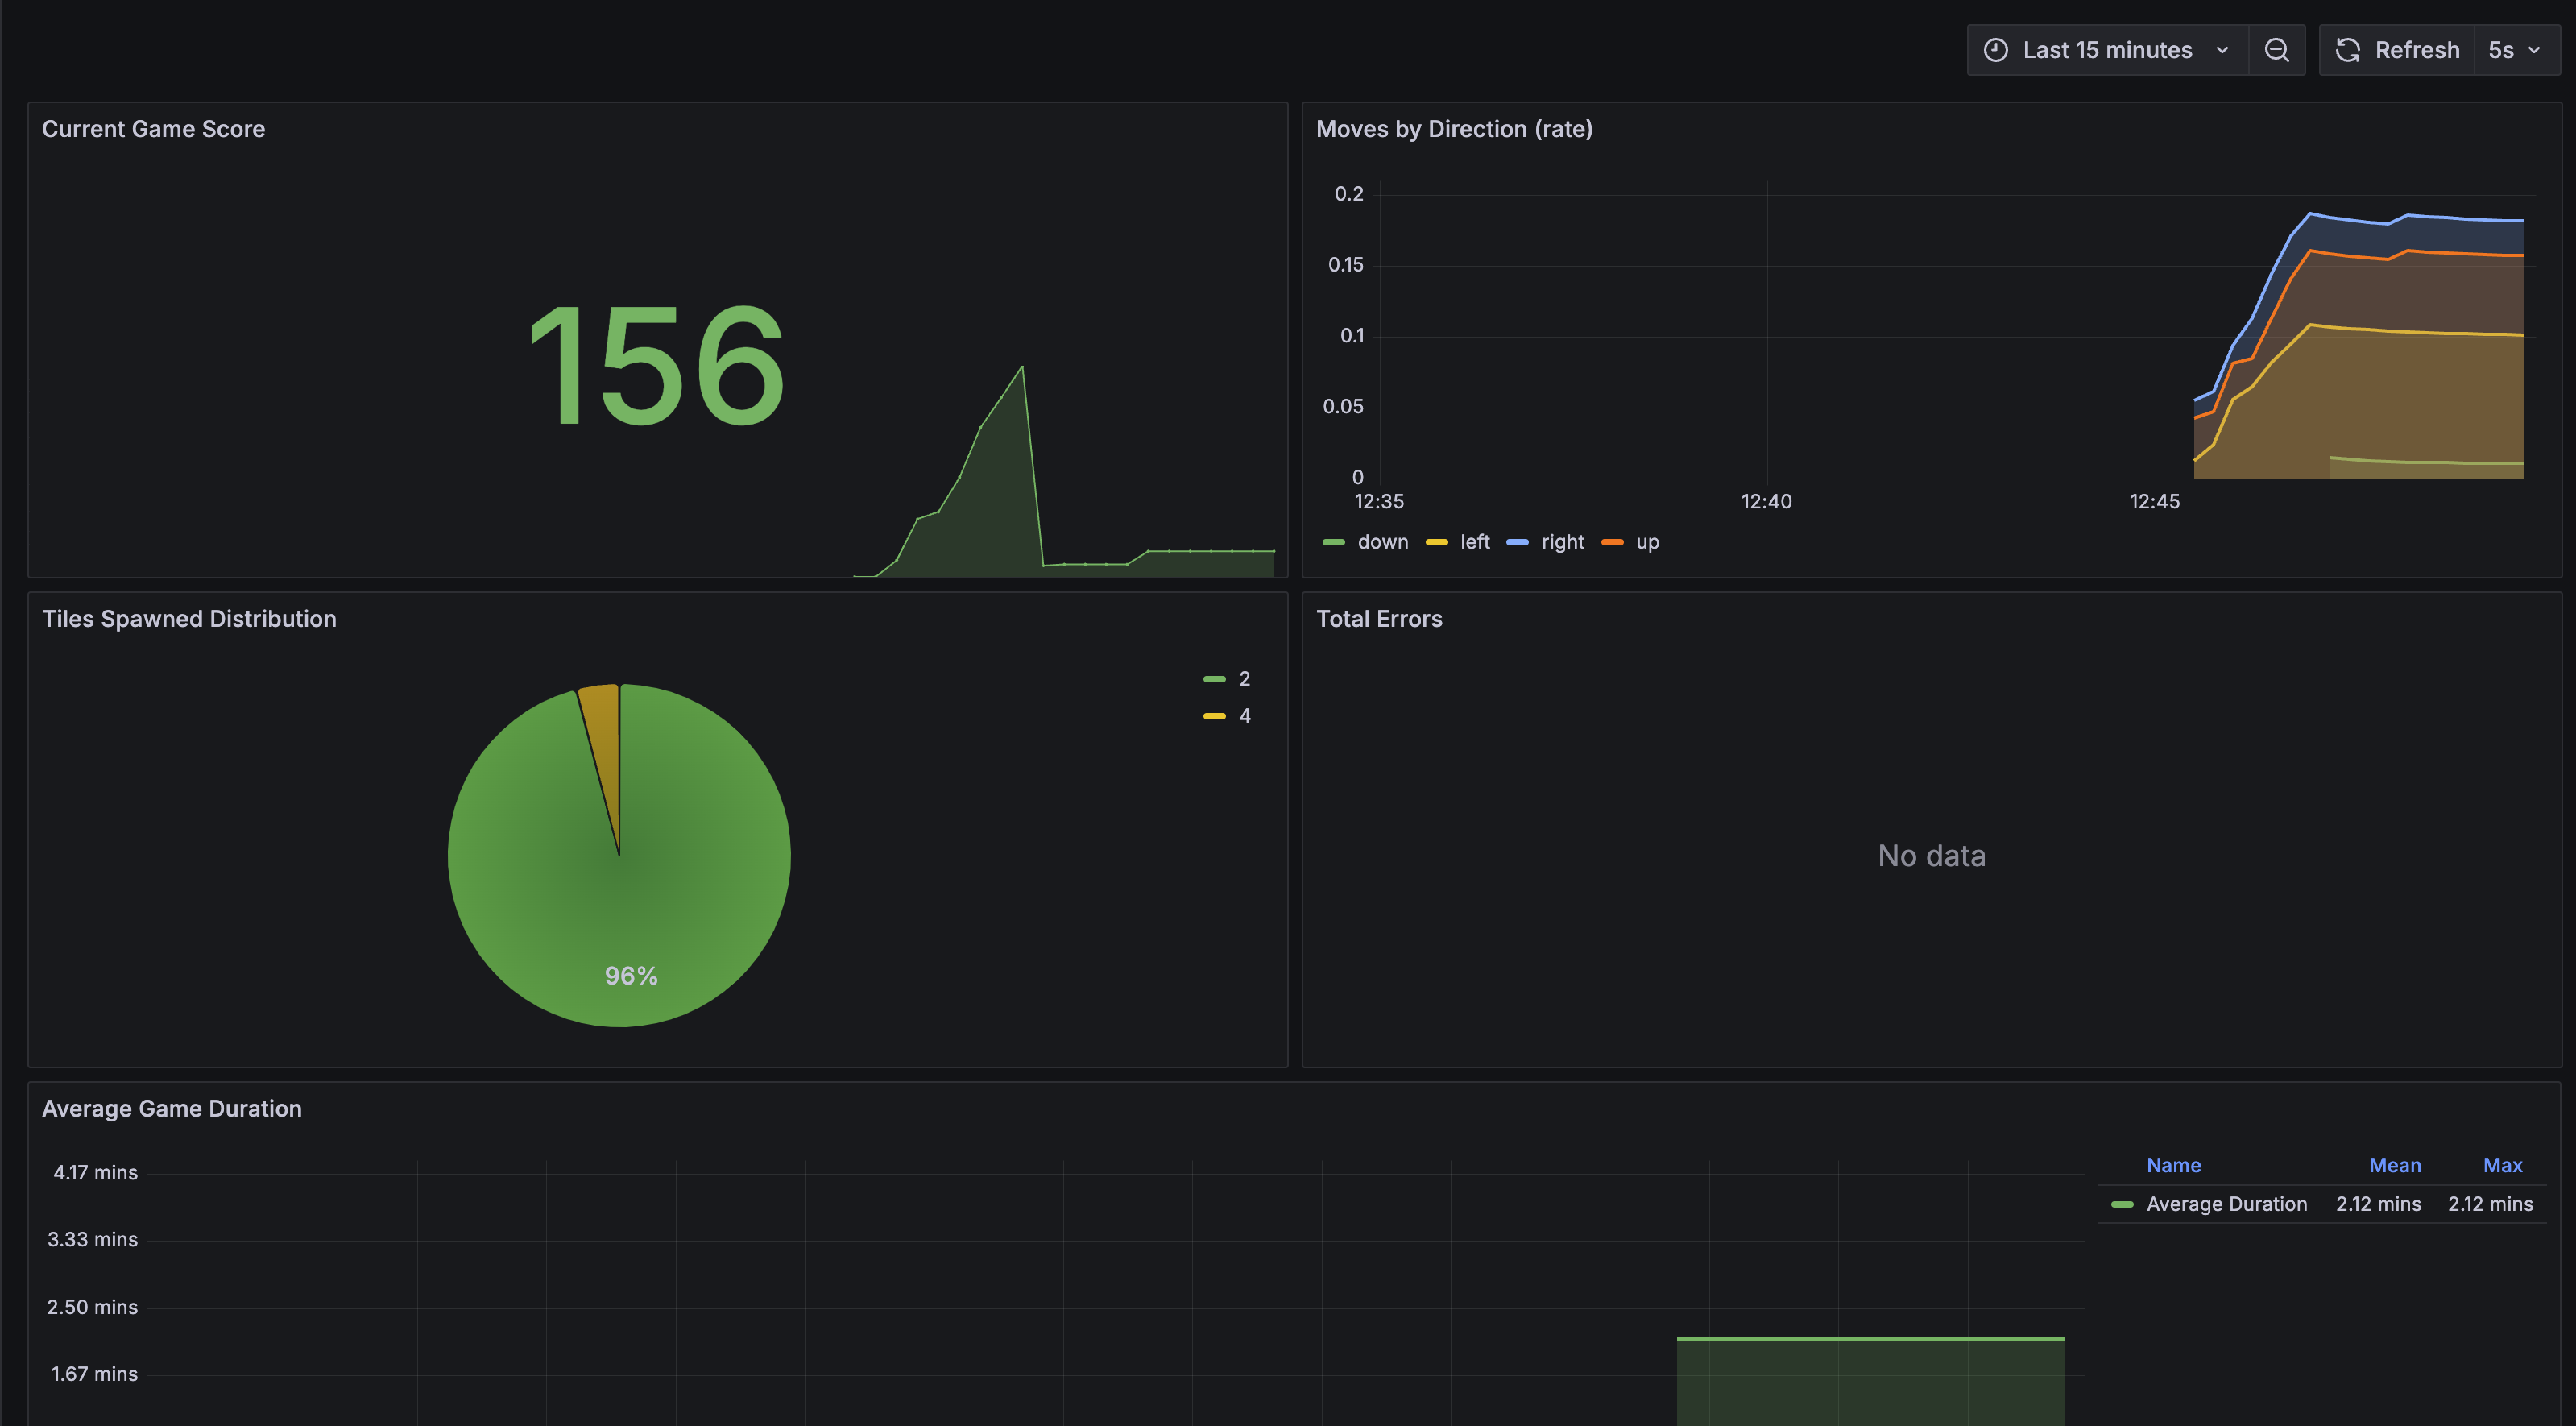 Last 15 minutes
Refresh
5s
Current Game Score
156
Moves by Direction (rate)
0.2
0.15
0.1
0.05
0
12:35 12:40 12:45
down left right up
Tiles Spawned Distribution
2
4
96%
Total Errors
No data
Average Game Duration
4.17 mins
3.33 mins
2.50 mins
1.67 mins
Name Mean Max
Average Duration 2.12 mins 2.12 mins